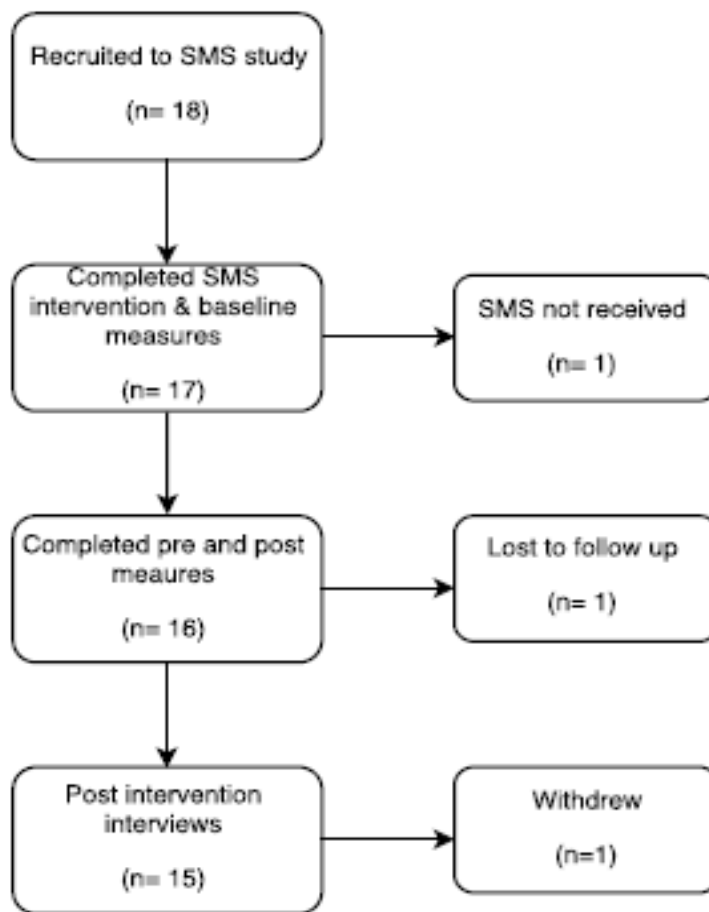 Recruited to SMS study
(n= 18)
Completed SMS
intervention & baseline
measures
(n= 17)
SMS not received
(n= 1)
Completed pre and post
meaures
(n= 16)
Lost to follow up
(n= 1)
Post intervention
interviews
(n= 15)
Withdrew
(n=1)